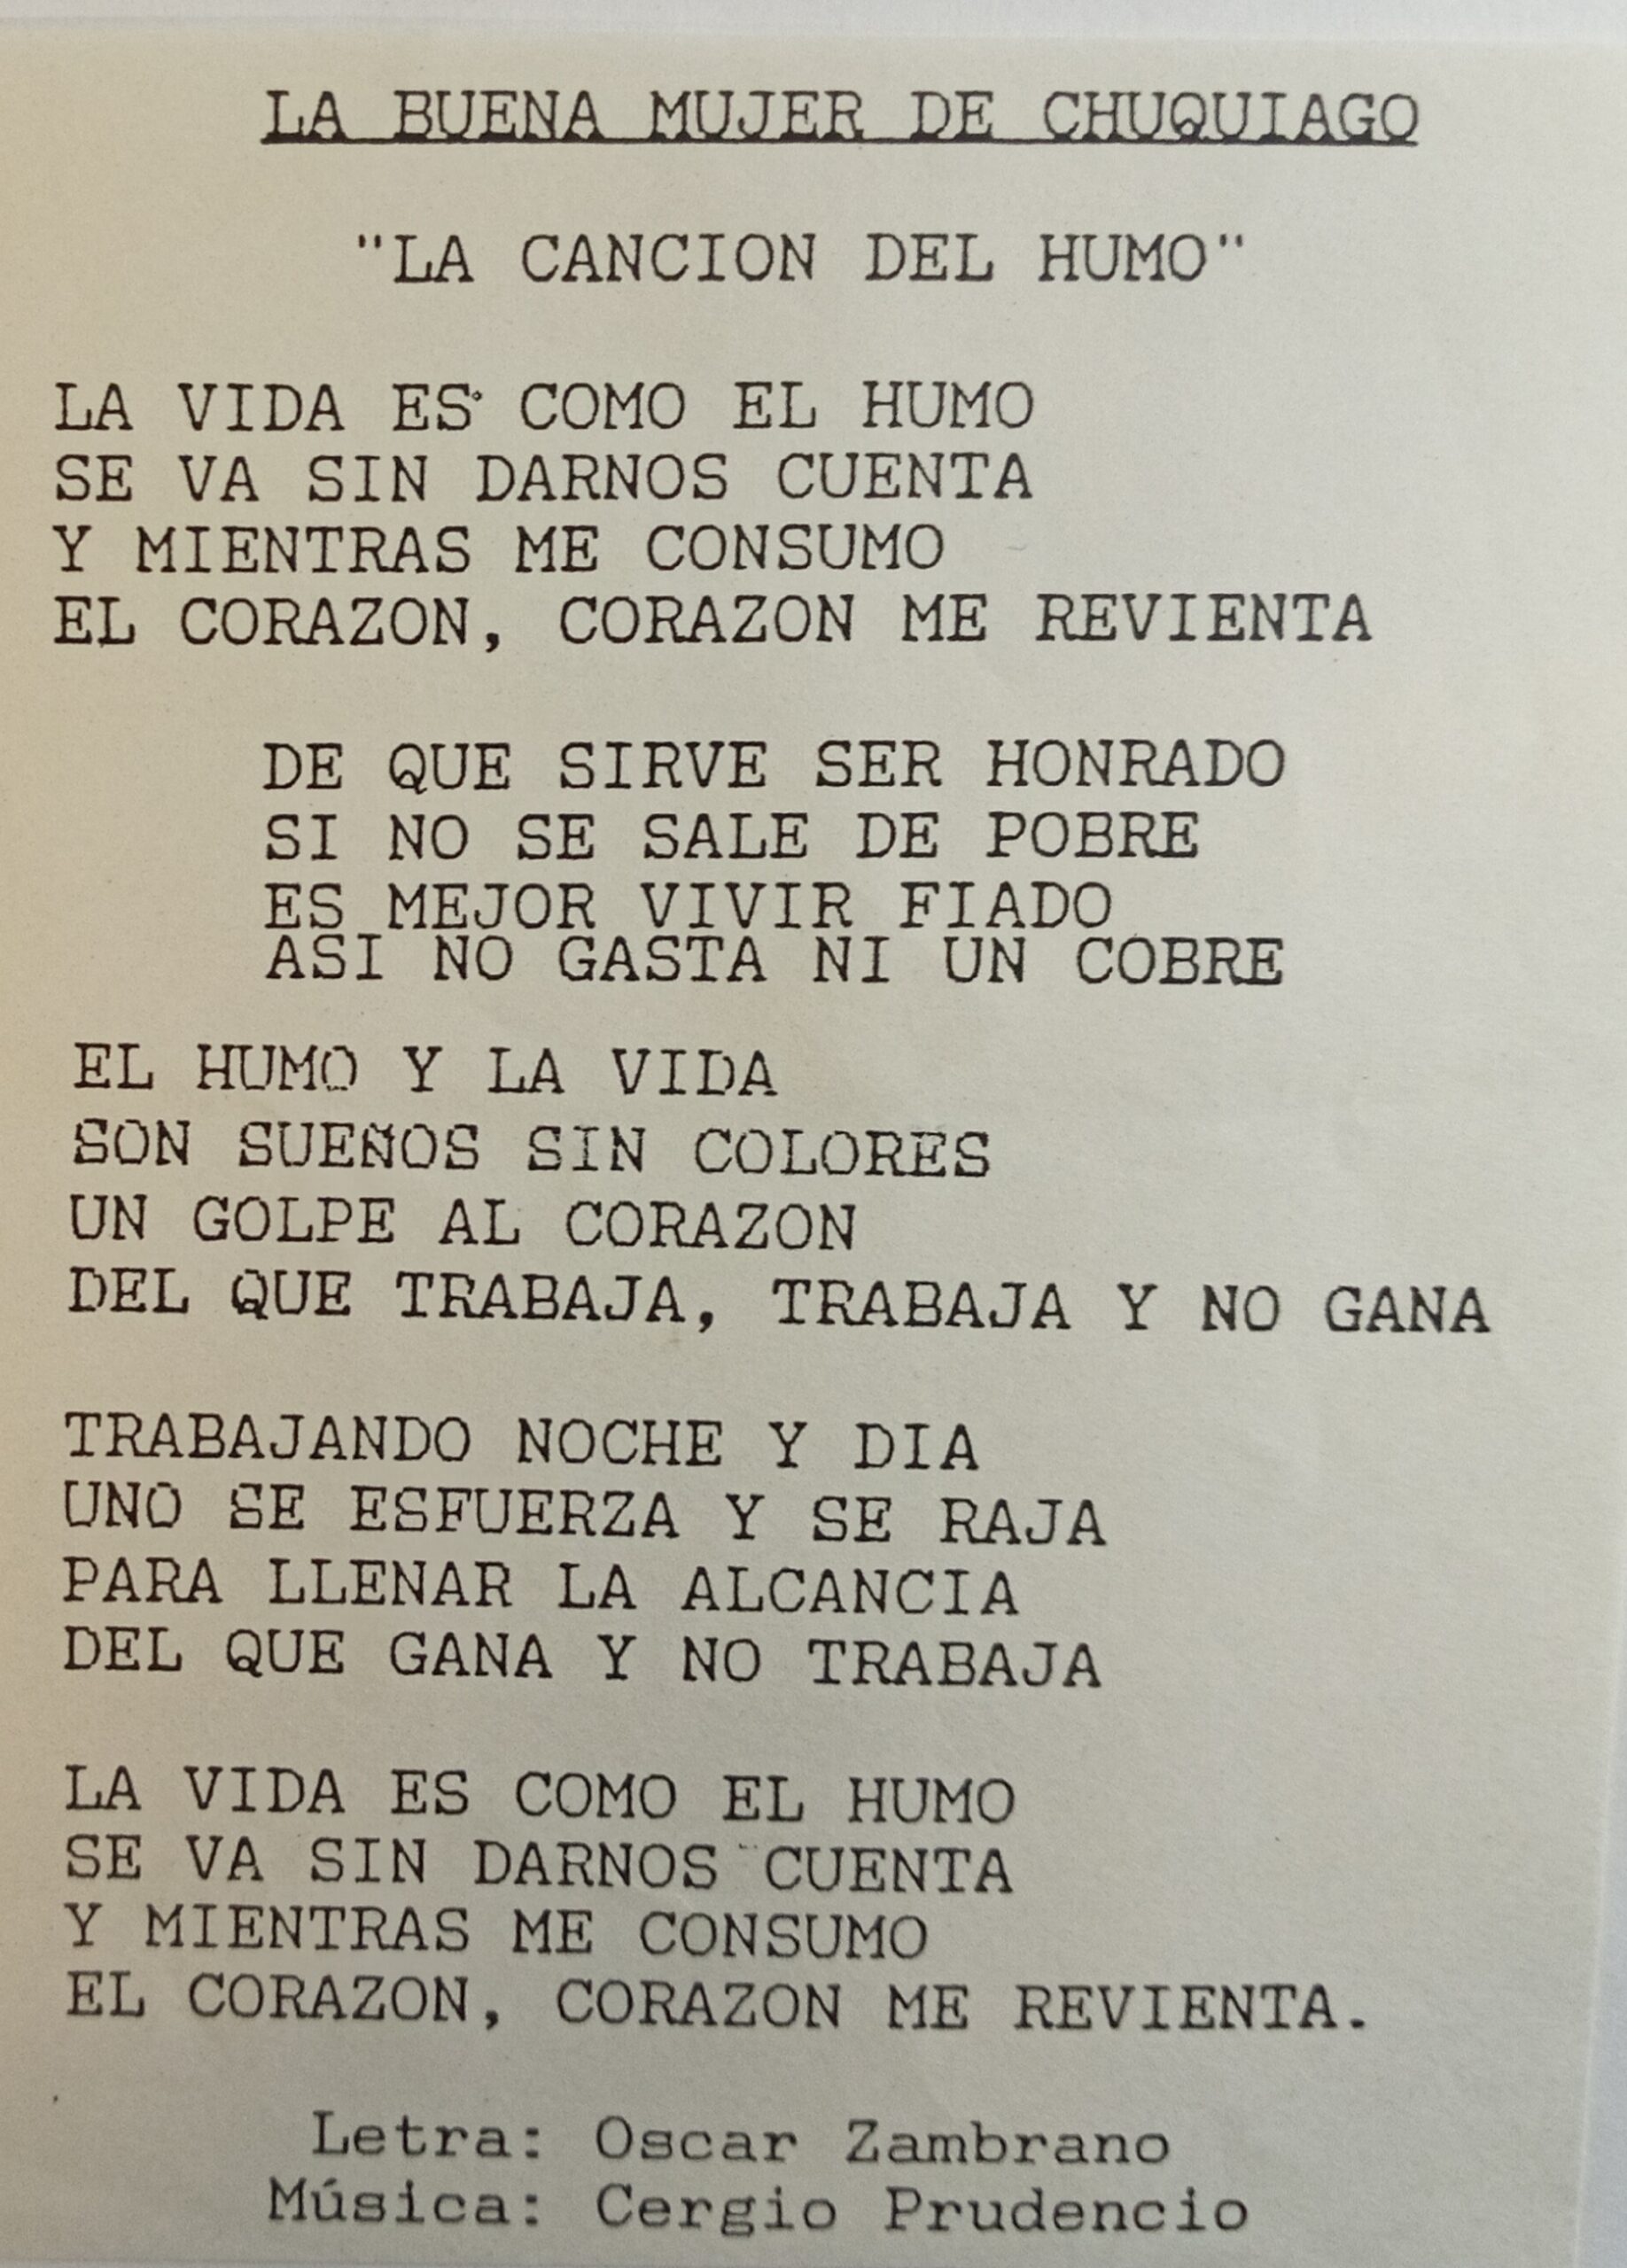 LA BUENA MUJER DE CHUQUIAGO
"LA CANCION DEL HUMO"
LA VIDA ES COMO EL HUMO
SE VA SIN DARNOS CUENTA
Y MIENTRAS ME CONSUMO
EL CORAZON, CORAZON ME REVIENTA
DE QUE SIRVE SER HONRADO
SI NO SE SALE DE POBRE
ES MEJOR VIVIR FIADO
ASI NO GASTA NI UN COBRE
EL HUMO Y LA VIDA
SON SUEÑOS SIN COLORES
UN GOLPE AL CORAZON
DEL QUE TRABAJA, TRABAJA Y NO GANA
TRABAJANDO NOCHE Y DIA
UNO SE ESFUERZA Y SE RAJA
PARA LLENAR LA ALCANCIA
DEL QUE GANA Y NO TRABAJA
LA VIDA ES COMO EL HUMO
SE VA SIN DARNOS CUENTA
Y MIENTRAS ME CONSUMO
EL CORAZON, CORAZON ME REVIENTA.
Letra: Oscar Zambrano
Música: Cergio Prudencio